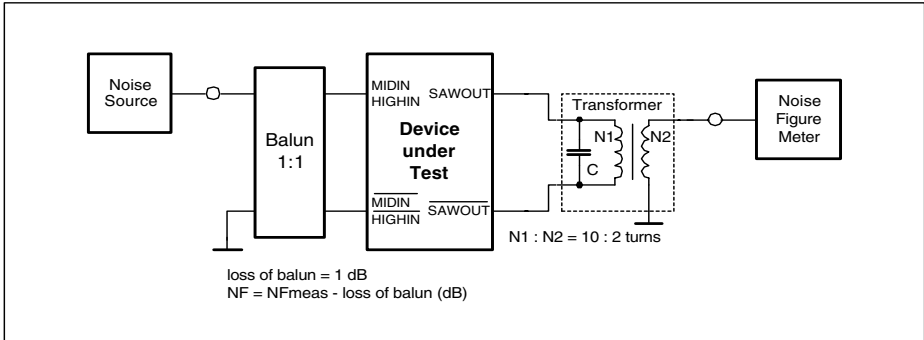 Noise
Source
Balun
1:1
MIDIN
HIGHIN
SAWOUT
Device
under
Test
MIDIN
HIGHIN
SAWOUT
Transformer
N1
N2
C
N1 : N2 = 10 : 2 turns
Noise
Figure
Meter
loss of balun = 1 dB
NF = NFmeas - loss of balun (dB)